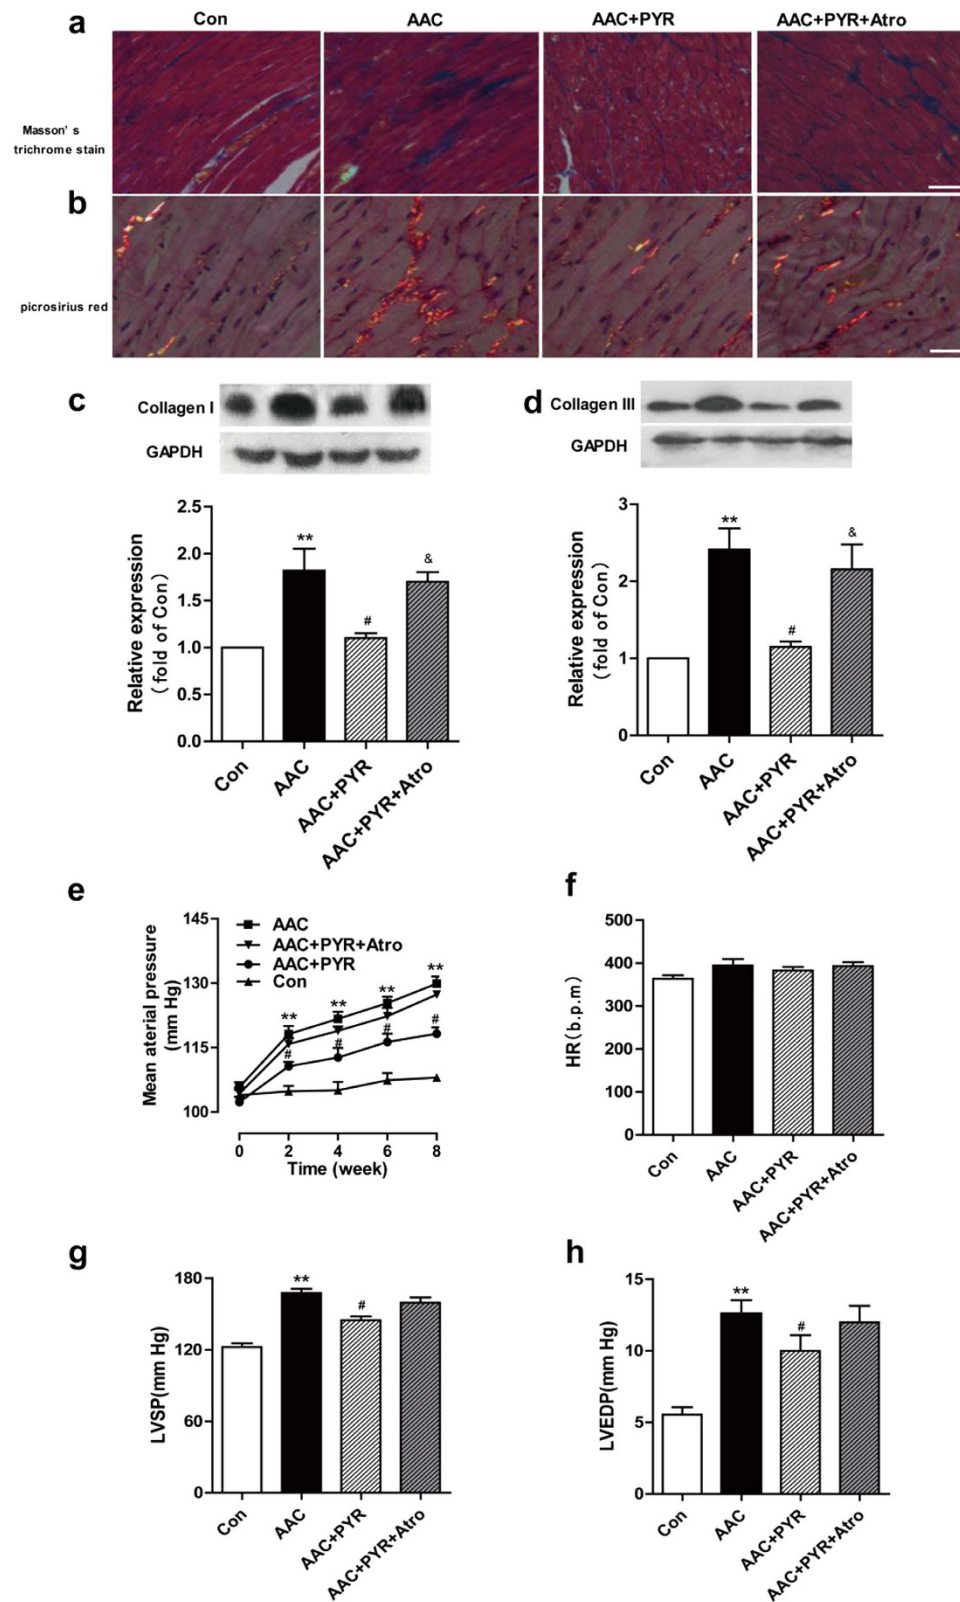 a
Con
AAC
AAC+PYR
AAC+PYR+Atro
Masson' s
trichrome stain
b
picrosirius red
c
Collagen I
GAPDH
d
Collagen III
GAPDH
Relative expression
(fold of Con)
2.5
2.0
1.5
1.0
0.5
0.0
**
#
&
Con
AAC
AAC+PYR
AAC+PYR+Atro
Relative expression
(fold of Con)
3
2
1
0
**
#
&
Con
AAC
AAC+PYR
AAC+PYR+Atro
e
Mean aterial pressure
(mm Hg)
145
130
115
100
AAC
AAC+PYR+Atro
AAC+PYR
Con
**
**
**
**
#
#
#
#
0
2
4
6
8
Time (week)
f
HR(b.p.m)
500
400
300
200
100
0
Con
AAC
AAC+PYR
AAC+PYR+Atro
g
LVSP(mm Hg)
180
120
60
0
**
#
Con
AAC
AAC+PYR
AAC+PYR+Atro
h
LVEDP(mm Hg)
15
10
5
0
**
#
Con
AAC
AAC+PYR
AAC+PYR+Atro